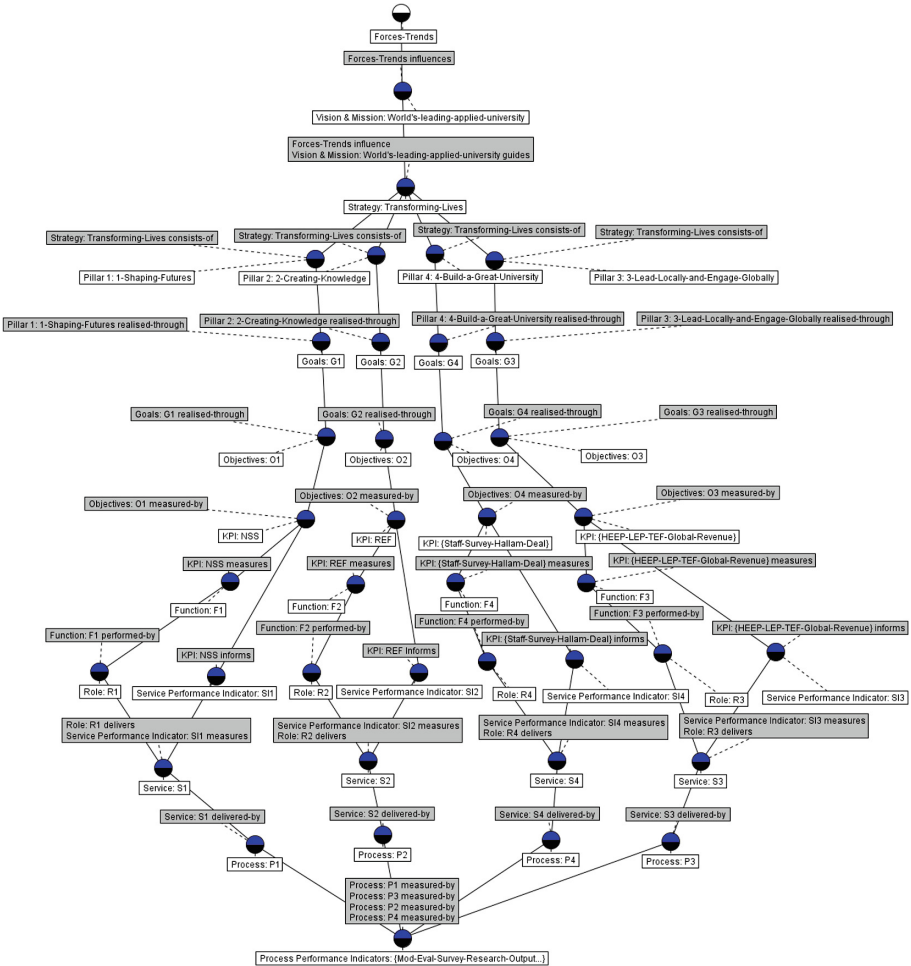 Forces-Trends
Forces-Trends influences
Vision & Mission: World's-leading-applied-university
Forces-Trends influence
Vision & Mission: World's-leading-applied-university guides
Strategy: Transforming-Lives
Strategy: Transforming-Lives consists-of
Strategy: Transforming-Lives consists-of
Strategy: Transforming-Lives consists-of
Strategy: Transforming-Lives consists-of
Pillar 1: 1-Shaping-Futures
Pillar 2: 2-Creating-Knowledge
Pillar 4: 4-Build-a-Great-University
Pillar 3: 3-Lead-Locally-and-Engage-Globally
Pillar 1: 1-Shaping-Futures realised-through
Pillar 2: 2-Creating-Knowledge realised-through
Pillar 4: 4-Build-a-Great-University realised-through
Pillar 3: 3-Lead-Locally-and-Engage-Globally realised-through
Goals: G1
Goals: G2
Goals: G4
Goals: G3
Goals: G1 realised-through
Goals: G2 realised-through
Goals: G4 realised-through
Goals: G3 realised-through
Objectives: O1
Objectives: O2
Objectives: O4
Objectives: O3
Objectives: O1 measured-by
Objectives: O2 measured-by
Objectives: O4 measured-by
Objectives: O3 measured-by
KPI: NSS
KPI: REF
KPI: {Staff-Survey-Hallam-Deal}
KPI: {HEEP-LEP-TEF-Global-Revenue}
KPI: NSS measures
KPI: REF measures
KPI: {Staff-Survey-Hallam-Deal} measures
KPI: {HEEP-LEP-TEF-Global-Revenue} measures
Function: F1
Function: F2
Function: F4
Function: F3
Function: F1 performed-by
Function: F2 performed-by
Function: F4 performed-by
Function: F3 performed-by
KPI: NSS informs
KPI: REF Informs
KPI: {Staff-Survey-Hallam-Deal} informs
KPI: {HEEP-LEP-TEF-Global-Revenue} informs
Role: R1
Service Performance Indicator: SI1
Role: R2
Service Performance Indicator: SI2
Role: R4
Service Performance Indicator: SI4
Role: R3
Service Performance Indicator: SI3
Role: R1 delivers
Service Performance Indicator: SI1 measures
Service Performance Indicator: SI2 measures
Role: R2 delivers
Service Performance Indicator: SI4 measures
Role: R4 delivers
Service Performance Indicator: SI3 measures
Role: R3 delivers
Service: S1
Service: S2
Service: S4
Service: S3
Service: S1 delivered-by
Service: S2 delivered-by
Service: S4 delivered-by
Service: S3 delivered-by
Process: P1
Process: P2
Process: P4
Process: P3
Process: P1 measured-by
Process: P3 measured-by
Process: P2 measured-by
Process: P4 measured-by
Process Performance Indicators: {Mod-Eval-Survey-Research-Output...}